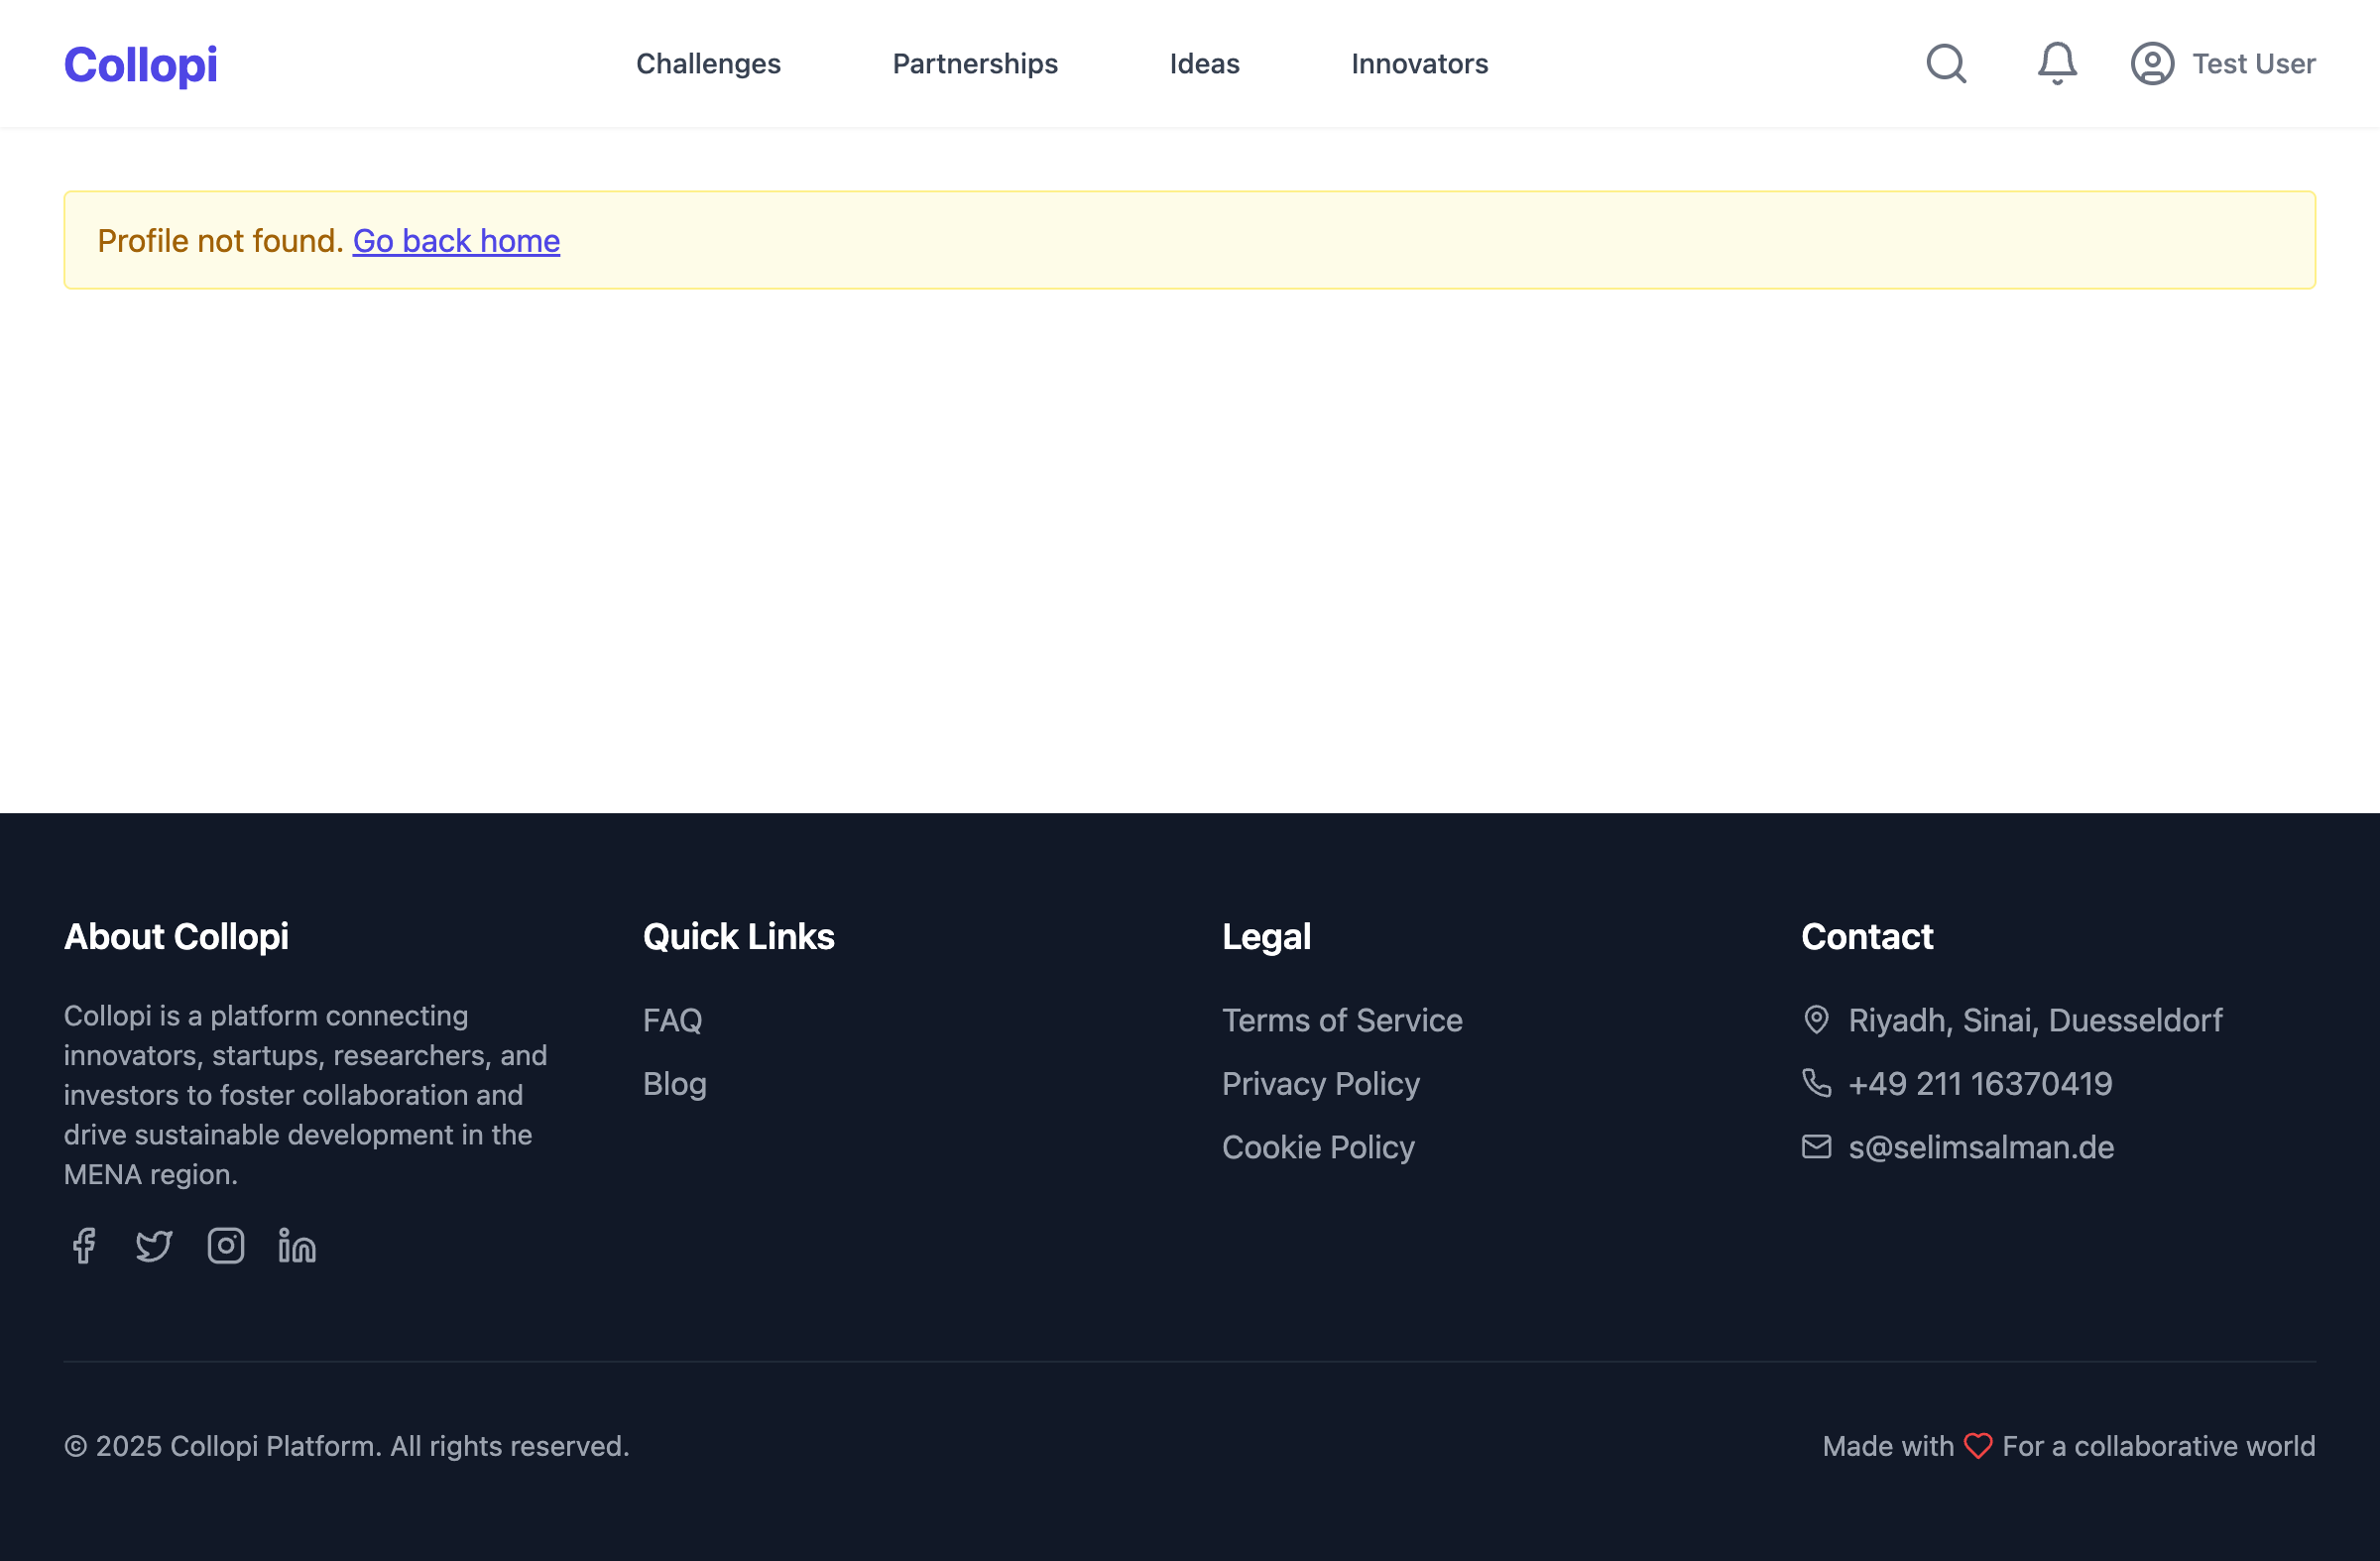 Collopi
Challenges
Partnerships
Ideas
Innovators
Test User
Profile not found. Go back home
About Collopi
Collopi is a platform connecting
innovators, startups, researchers, and
investors to foster collaboration and
drive sustainable development in the
MENA region.
Quick Links
FAQ
Blog
Legal
Terms of Service
Privacy Policy
Cookie Policy
Contact
Riyadh, Sinai, Duesseldorf
+49 211 16370419
s@selimsalman.de
© 2025 Collopi Platform. All rights reserved.
Made with For a collaborative world